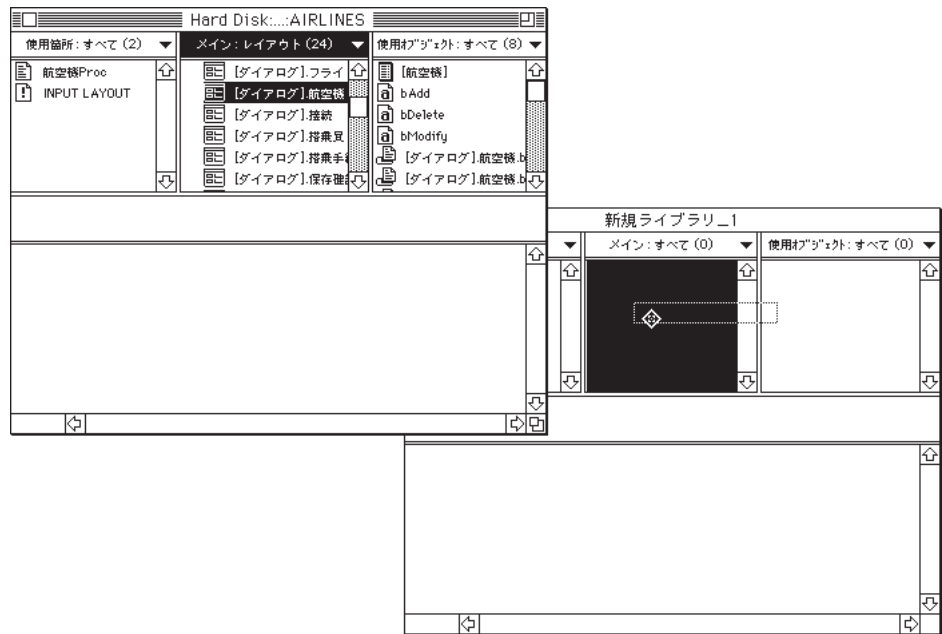 Hard Disk:...:AIRLINES
使用箇所:すべて (2)
メイン:レイアウト (24)
使用ｵﾌﾞｼﾞｪｸﾄ:すべて (8)
航空機Proc
INPUT LAYOUT
[ダイアログ].フライ
[ダイアログ].航空機
[ダイアログ].接続
[ダイアログ].搭乗員
[ダイアログ].搭乗手続
[ダイアログ].保存確認
[航空機]
bAdd
bDelete
bModify
[ダイアログ].航空機.b
[ダイアログ].航空機.b
新規ライブラリ_1
メイン:すべて (0)
使用ｵﾌﾞｼﾞｪｸﾄ:すべて (0)